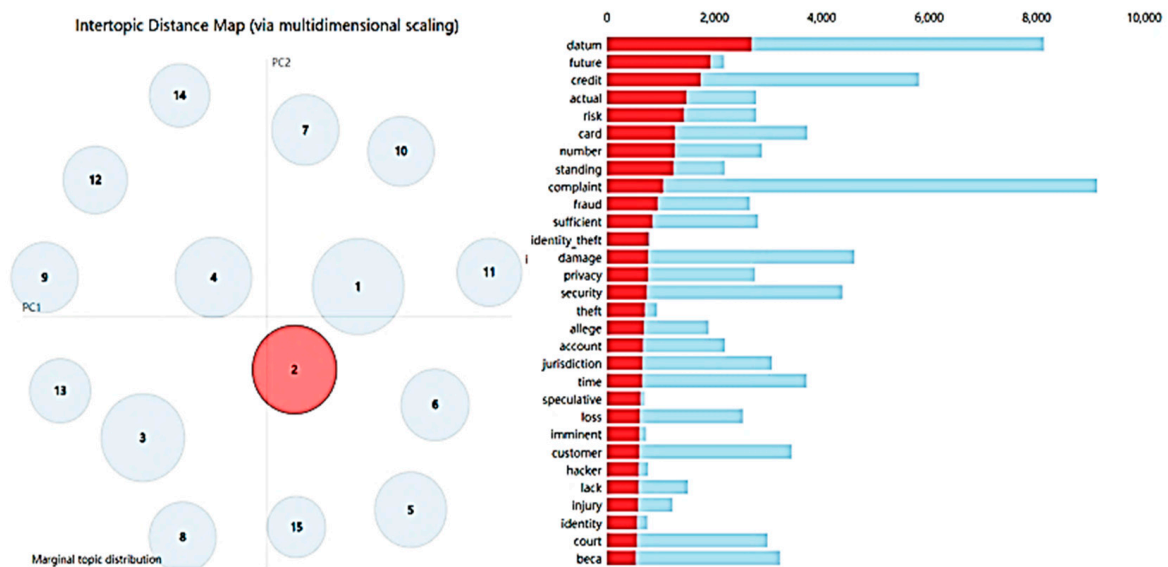 Intertopic Distance Map (via multidimensional scaling)
PC2
14
7
10
12
9
4
1
11
PC1
2
13
6
3
5
15
8
Marginal topic distribution
0 2,000 4,000 6,000 8,000 10,000
datum
future
credit
actual
risk
card
number
standing
complaint
fraud
sufficient
identity_theft
damage
privacy
security
theft
allege
account
jurisdiction
time
speculative
loss
imminent
customer
hacker
lack
injury
identity
court
beca